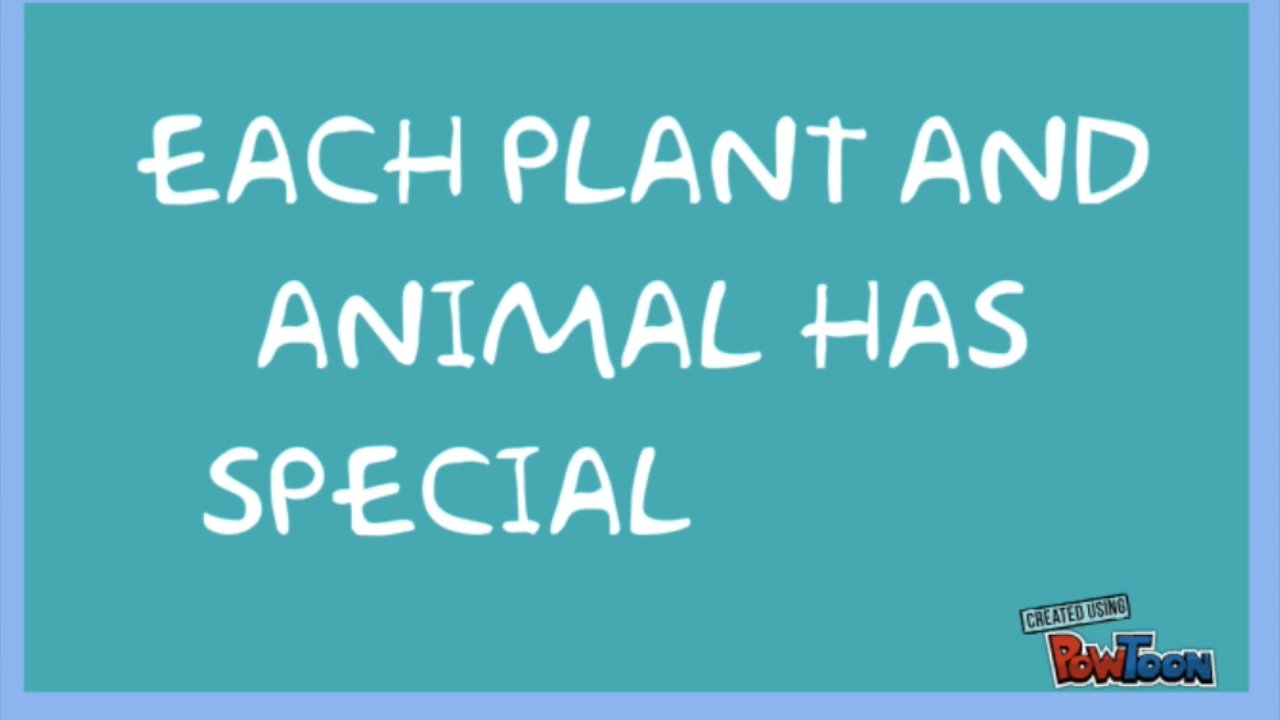 EACH PLANT AND
ANIMAL HAS
SPECIAL
CREATED USING
POWTOON